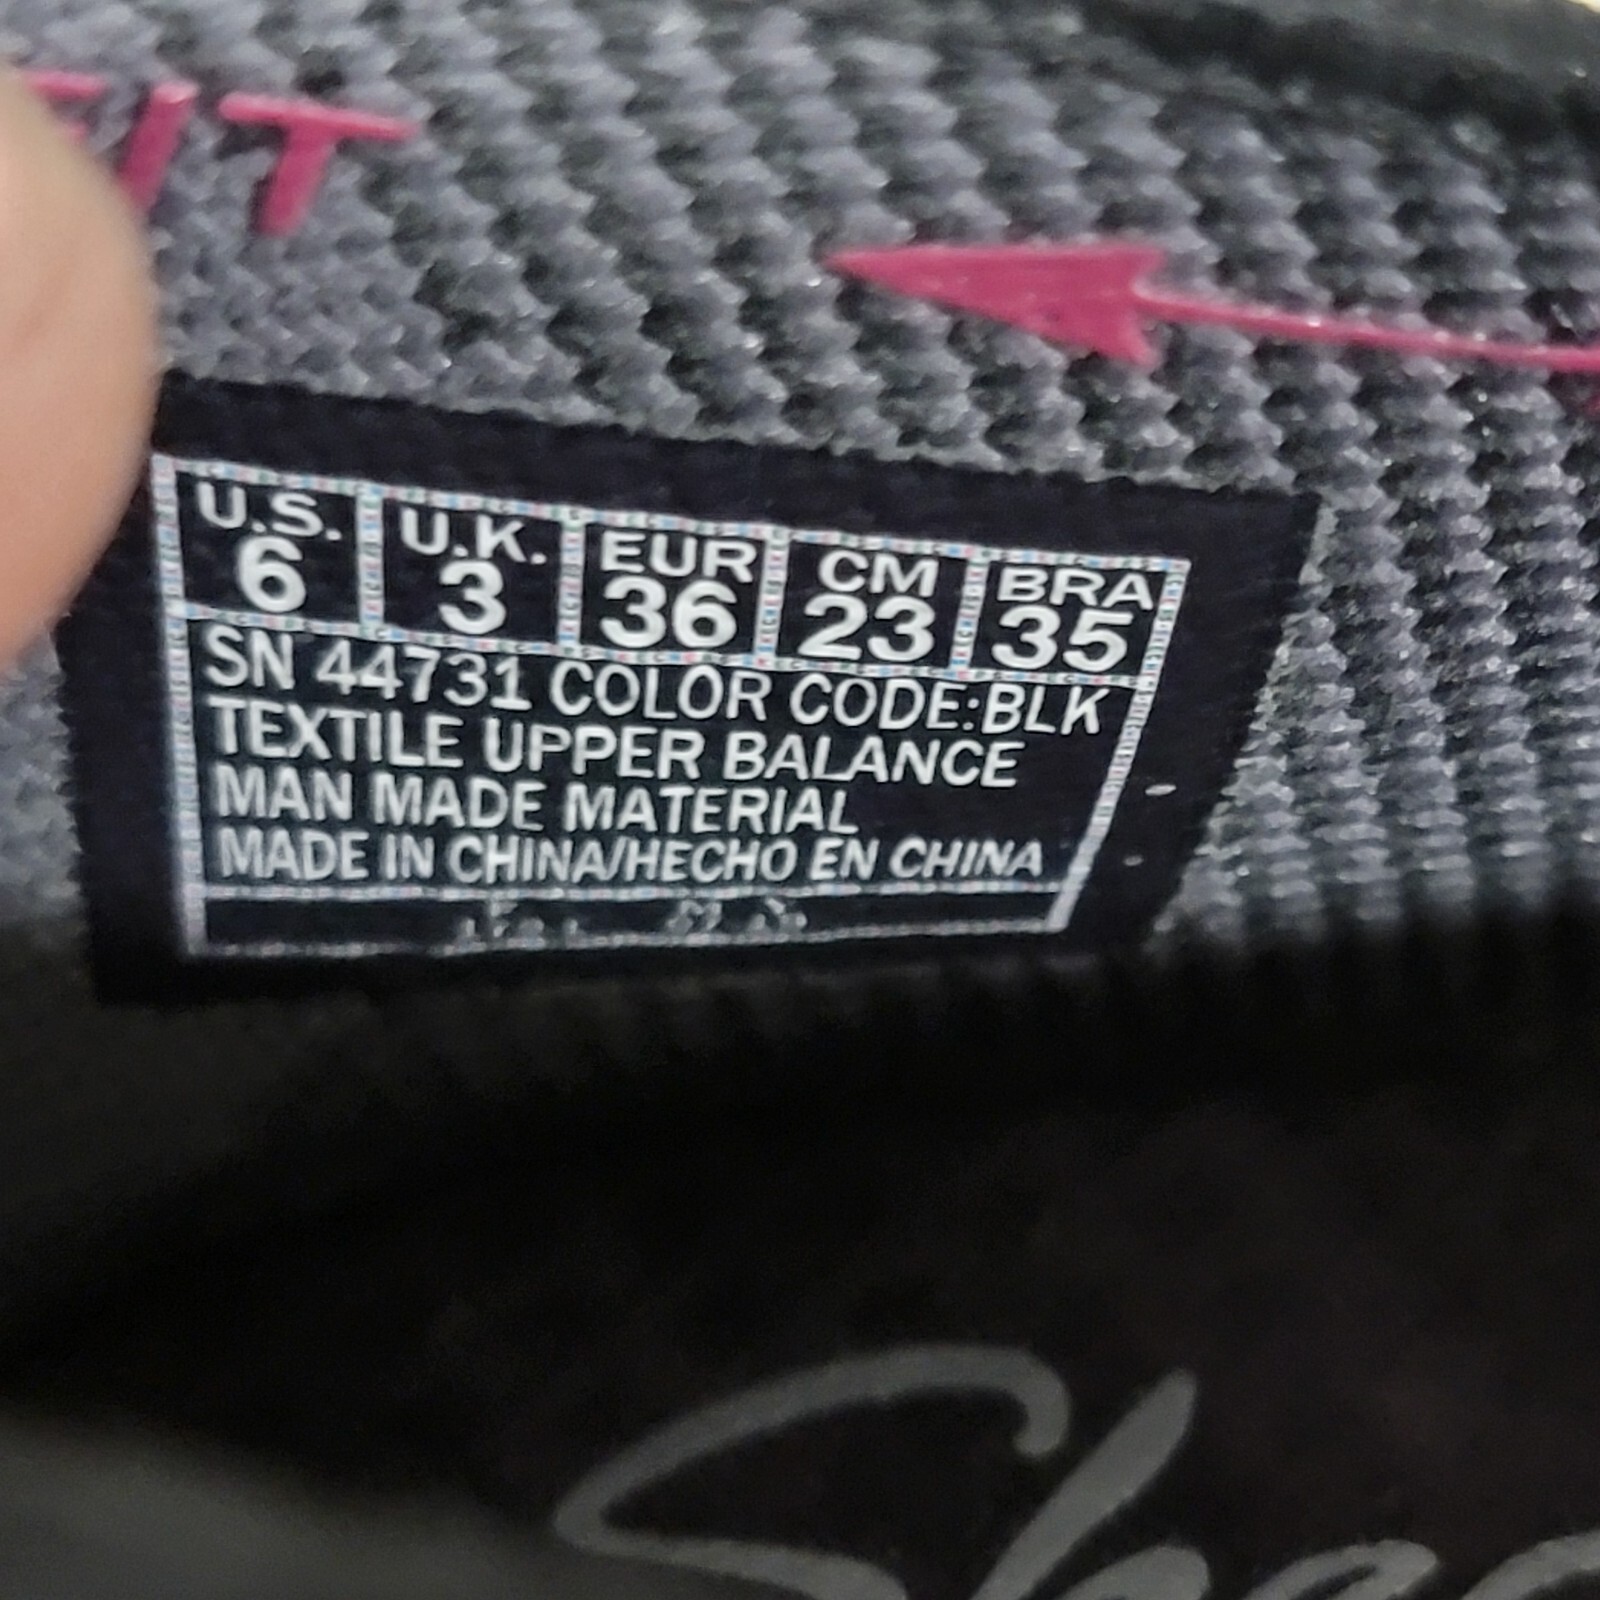 FIT
U.S. U.K. EUR CM BRA
6 3 36 23 35
SN 44731 COLOR CODE:BLK
TEXTILE UPPER BALANCE
MAN MADE MATERIAL
MADE IN CHINA/HECHO EN CHINA